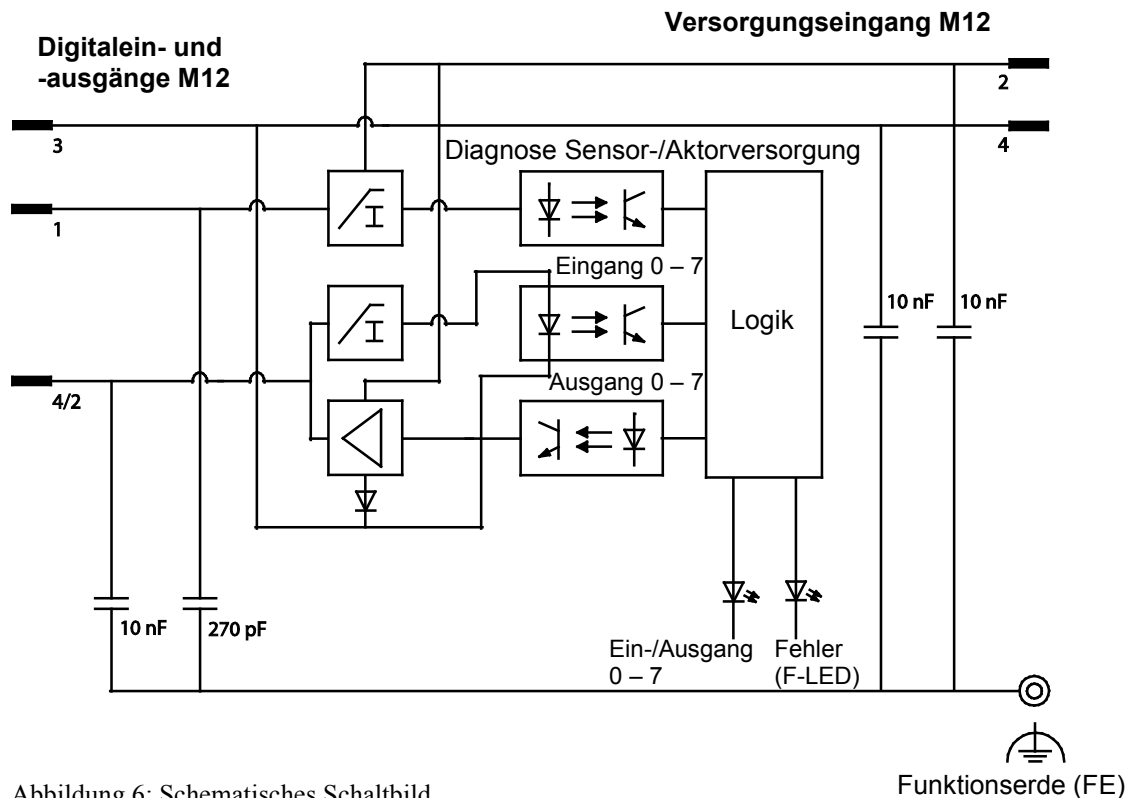 Versorgungseingang M12
Digitalein- und
-ausgänge M12
2
3
4
Diagnose Sensor-/Aktorversorgung
1
Eingang 0 – 7
10 nF
10 nF
Logik
4/2
Ausgang 0 – 7
10 nF
270 pF
Ein-/Ausgang
0 – 7
Fehler
(F-LED)
Funktionserde (FE)
Abbildung 6: Schematisches Schaltbild